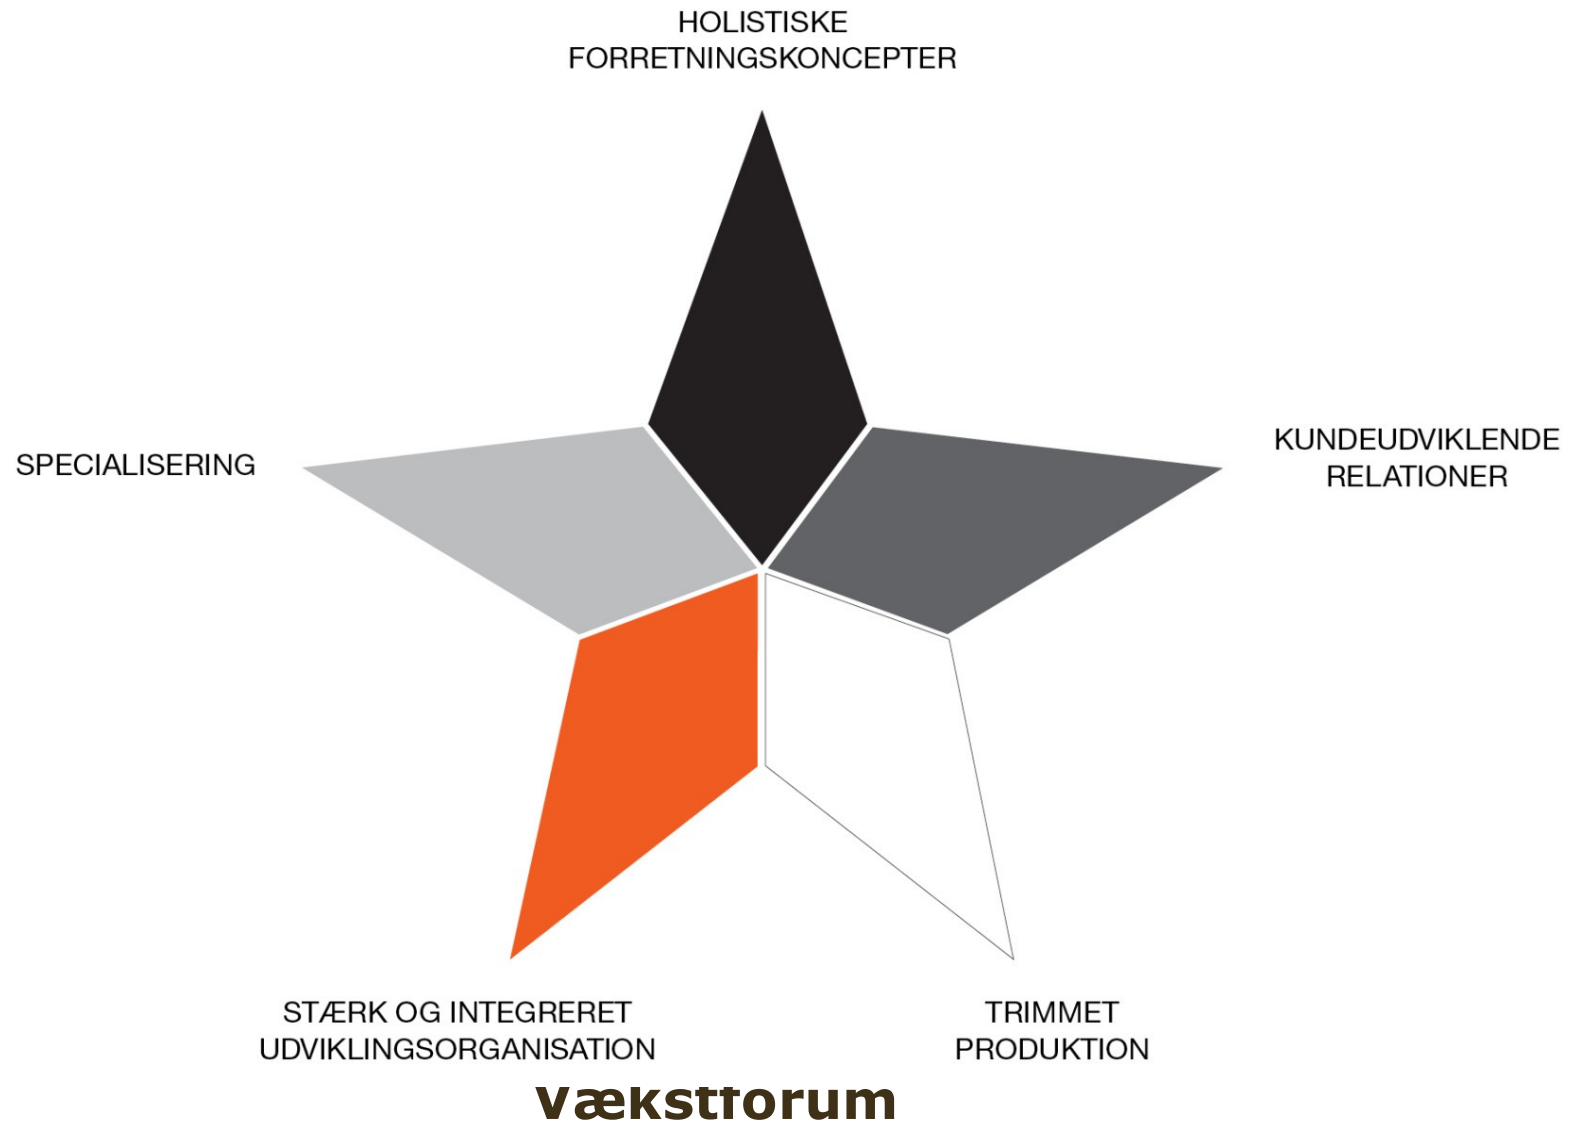 HOLISTISKE
FORRETNINGSKONCEPTER
SPECIALISERING
KUNDEUDVIKLENDE
RELATIONER
STÆRK OG INTEGRERET
UDVIKLINGSORGANISATION
TRIMMET
PRODUKTION
Vækstforum